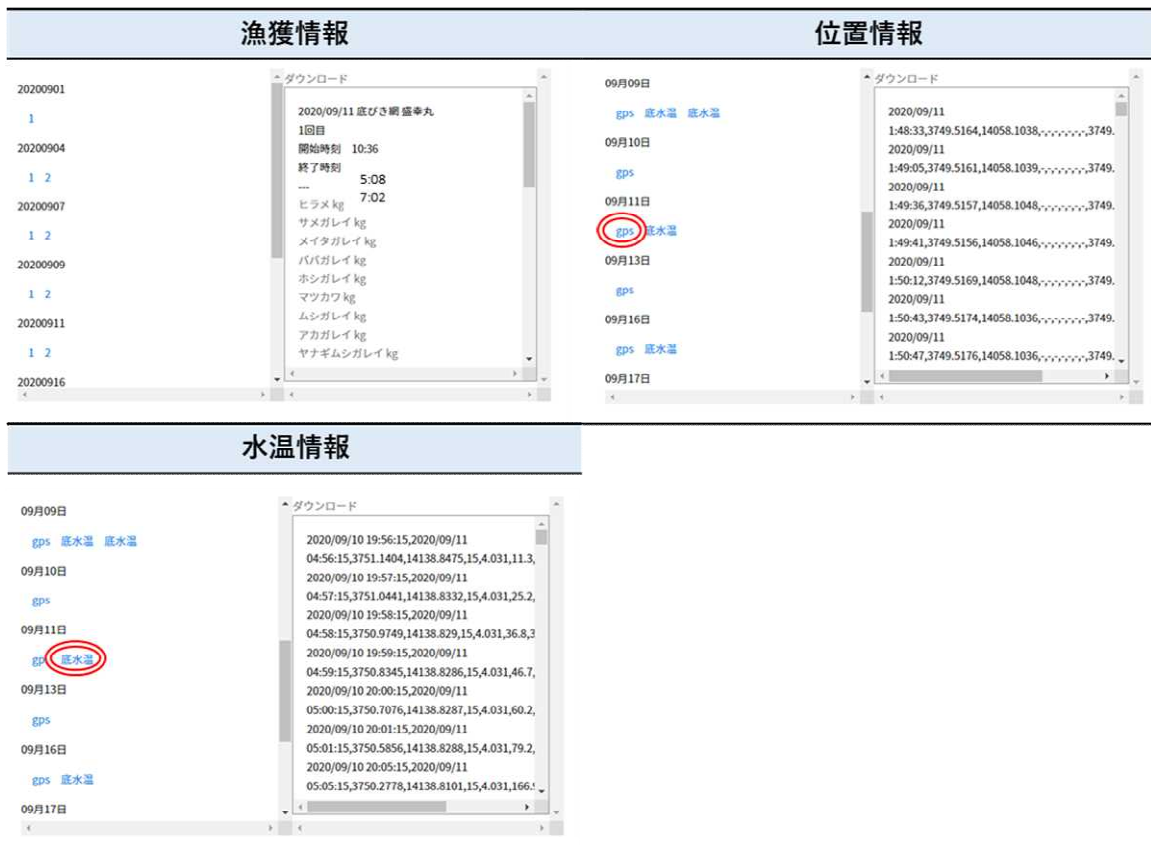 漁獲情報
20200901
1
20200904
1 2
20200907
1 2
20200909
1 2
20200911
1 2
20200916
ダウンロード
2020/09/11 底びき網 盛幸丸
1回目
開始時刻 10:36
終了時刻
5:08
---
7:02
ヒラメ kg
サメガレイ kg
メイタガレイ kg
ババガレイ kg
ホシガレイ kg
マツカワ kg
ムシガレイ kg
アカガレイ kg
ヤナギムシガレイ kg
位置情報
09月09日
gps 底水温 底水温
09月10日
gps
09月11日
gps 底水温
09月13日
gps
09月16日
gps 底水温
09月17日
ダウンロード
2020/09/11
1:48:33,3749.5164,14058.1038,-,-,-,-,-,-,3749.
2020/09/11
1:49:05,3749.5161,14058.1039,-,-,-,-,-,-,3749.
2020/09/11
1:49:36,3749.5157,14058.1048,-,-,-,-,-,-,3749.
2020/09/11
1:49:41,3749.5156,14058.1046,-,-,-,-,-,-,3749.
2020/09/11
1:50:12,3749.5169,14058.1048,-,-,-,-,-,-,3749.
2020/09/11
1:50:43,3749.5174,14058.1036,-,-,-,-,-,-,3749.
2020/09/11
1:50:47,3749.5176,14058.1036,-,-,-,-,-,-,3749.
水温情報
09月09日
gps 底水温 底水温
09月10日
gps
09月11日
gp 底水温
09月13日
gps
09月16日
gps 底水温
09月17日
ダウンロード
2020/09/10 19:56:15,2020/09/11
04:56:15,3751.1404,14138.8475,15,4.031,11.3,
2020/09/10 19:57:15,2020/09/11
04:57:15,3751.0441,14138.8332,15,4.031,25.2,
2020/09/10 19:58:15,2020/09/11
04:58:15,3750.9749,14138.829,15,4.031,36.8,3
2020/09/10 19:59:15,2020/09/11
04:59:15,3750.8345,14138.8286,15,4.031,46.7,
2020/09/10 20:00:15,2020/09/11
05:00:15,3750.7076,14138.8287,15,4.031,60.2,
2020/09/10 20:01:15,2020/09/11
05:01:15,3750.5856,14138.8288,15,4.031,79.2,
2020/09/10 20:05:15,2020/09/11
05:05:15,3750.2778,14138.8101,15,4.031,166.